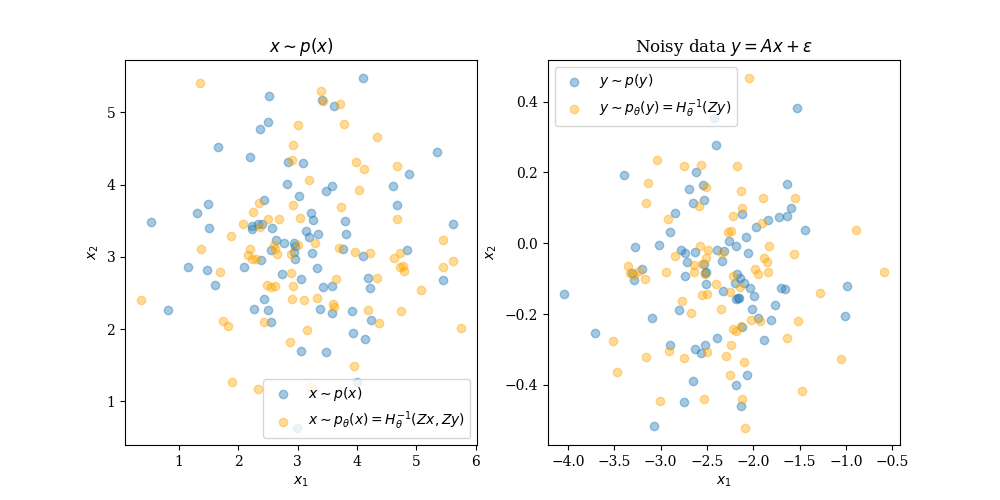 x ~ p(x)
Noisy data y = Ax + ε
x₂
5
4
3
2
1
x ~ p(x)
x ~ p_θ(x) = H_θ⁻¹(Zx, Zy)
1 2 3 4 5 6
x₁
x₂
0.4
0.2
0.0
−0.2
−0.4
y ~ p(y)
y ~ p_θ(y) = H_θ⁻¹(Zy)
−4.0 −3.5 −3.0 −2.5 −2.0 −1.5 −1.0 −0.5
x₁